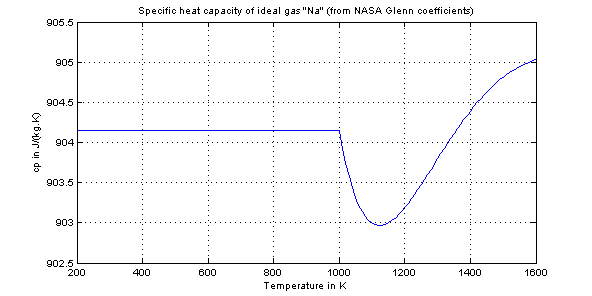 Specific heat capacity of ideal gas "Na" (from NASA Glenn coefficients)
905.5
905
904.5
904
903.5
903
902.5
cp in J/(kg.K)
200 400 600 800 1000 1200 1400 1600
Temperature in K